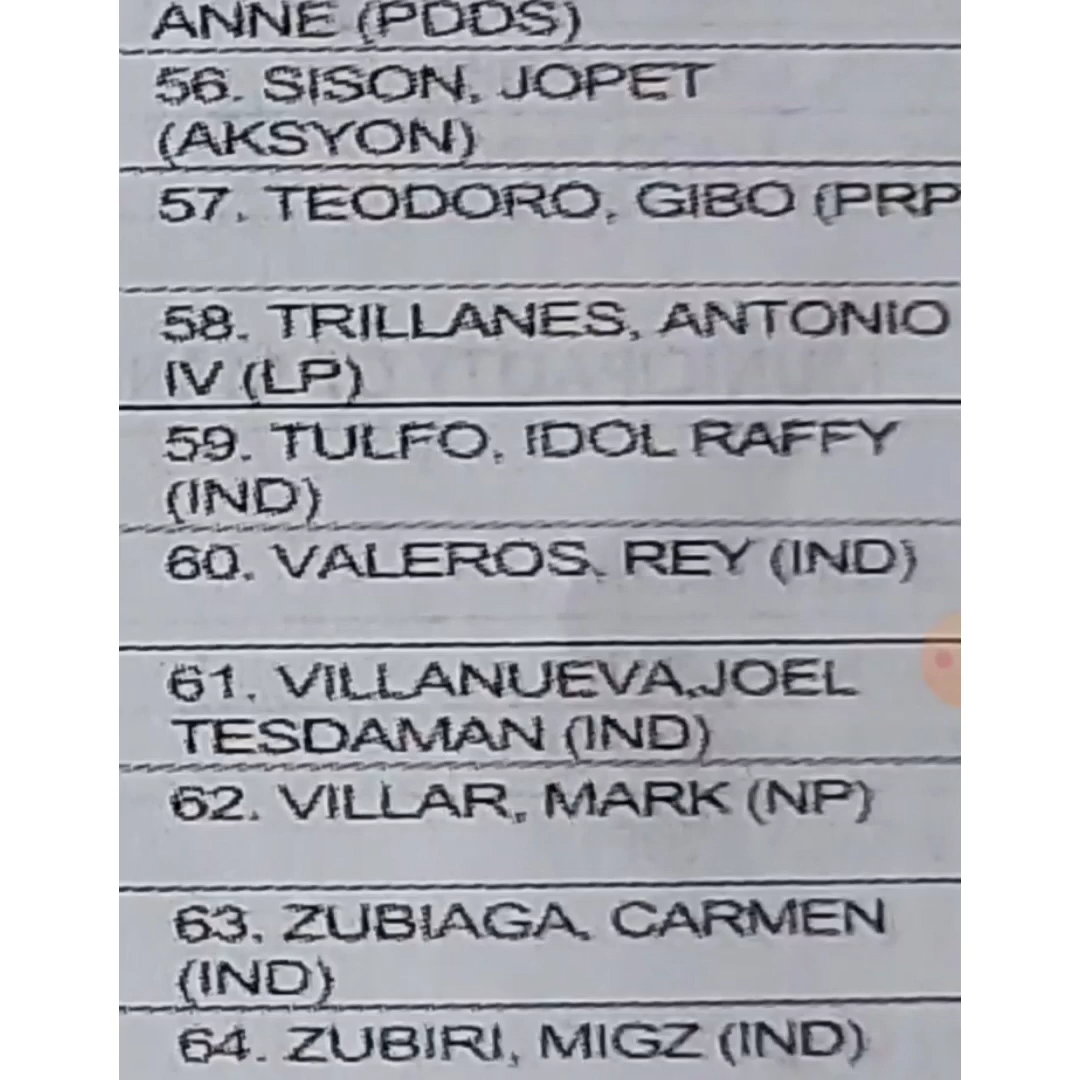 ANNE (PDDS)
56. SISON, JOPET
(AKSYON)
57. TEODORO, GIBO (PRP
58. TRILLANES, ANTONIO
IV (LP)
59. TULFO, IDOL RAFFY
(IND)
60. VALEROS, REY (IND)
61. VILLANUEVA,JOEL
TESDAMAN (IND)
62. VILLAR, MARK (NP)
63. ZUBIAGA, CARMEN
(IND)
64. ZUBIRI, MIGZ (IND)